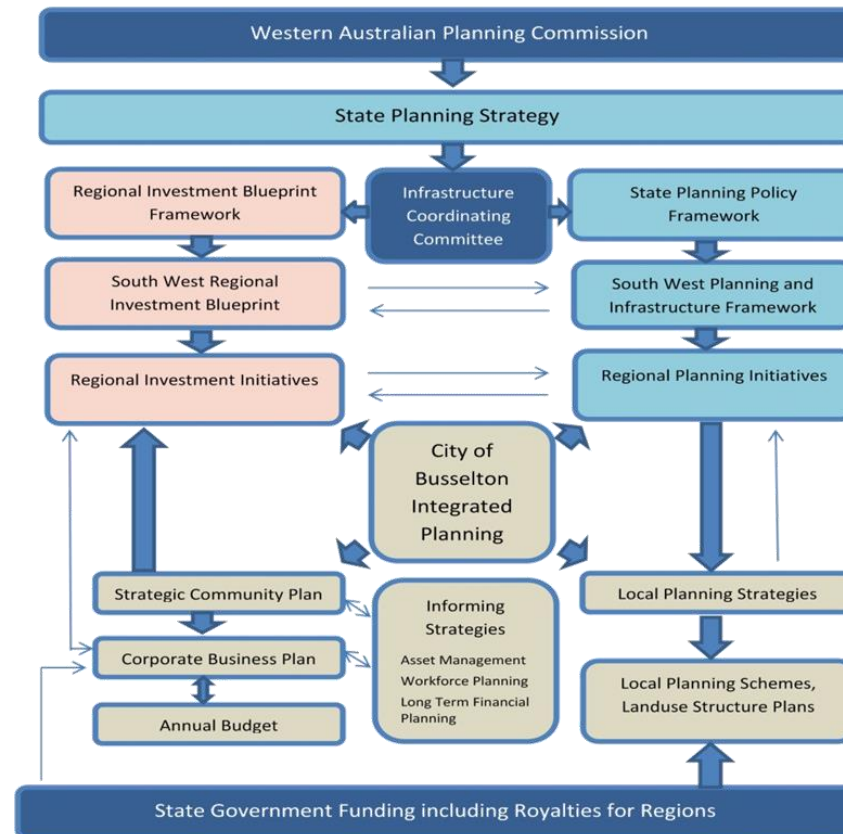 Western Australian Planning Commission
State Planning Strategy
Regional Investment Blueprint
Framework
Infrastructure
Coordinating
Committee
State Planning Policy
Framework
South West Regional
Investment Blueprint
South West Planning and
Infrastructure Framework
Regional Investment Initiatives
Regional Planning Initiatives
City of
Busselton
Integrated
Planning
Strategic Community Plan
Corporate Business Plan
Annual Budget
Informing
Strategies
Asset Management
Workforce Planning
Long Term Financial
Planning
Local Planning Strategies
Local Planning Schemes,
Landuse Structure Plans
State Government Funding including Royalties for Regions